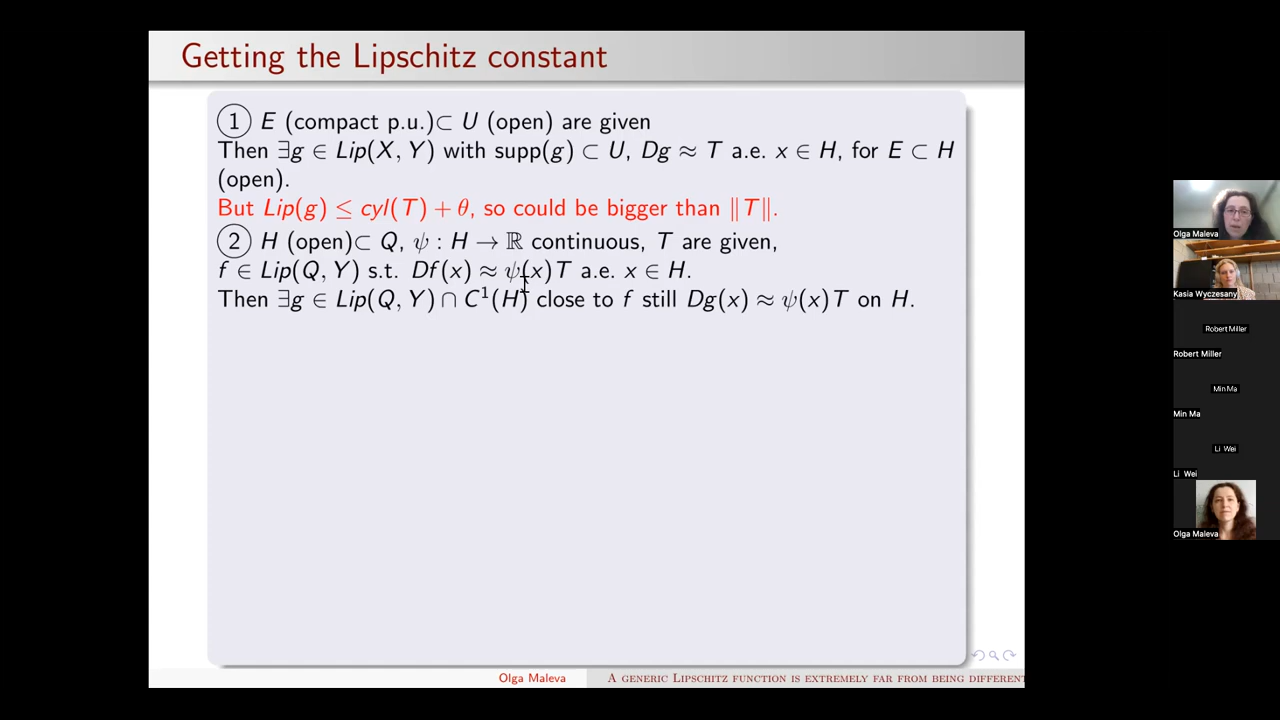 Getting the Lipschitz constant
① E (compact p.u.)⊂ U (open) are given
Then ∃g ∈ Lip(X, Y) with supp(g) ⊂ U, Dg ≈ T a.e. x ∈ H, for E ⊂ H
(open).
But Lip(g) ≤ cyl(T) + θ, so could be bigger than ‖T‖.
② H (open)⊂ Q, ψ : H → ℝ continuous, T are given,
f ∈ Lip(Q, Y) s.t. Df(x) ≈ ψ(x)T a.e. x ∈ H.
Then ∃g ∈ Lip(Q, Y) ∩ C¹(H) close to f still Dg(x) ≈ ψ(x)T on H.
Olga Maleva
A GENERIC LIPSCHITZ FUNCTION IS EXTREMELY FAR FROM BEING DIFFEREN
Olga Maleva
Kasia Wyczesany
Robert Miller
Robert Miller
Min Ma
Min Ma
Li Wei
Li Wei
Olga Maleva